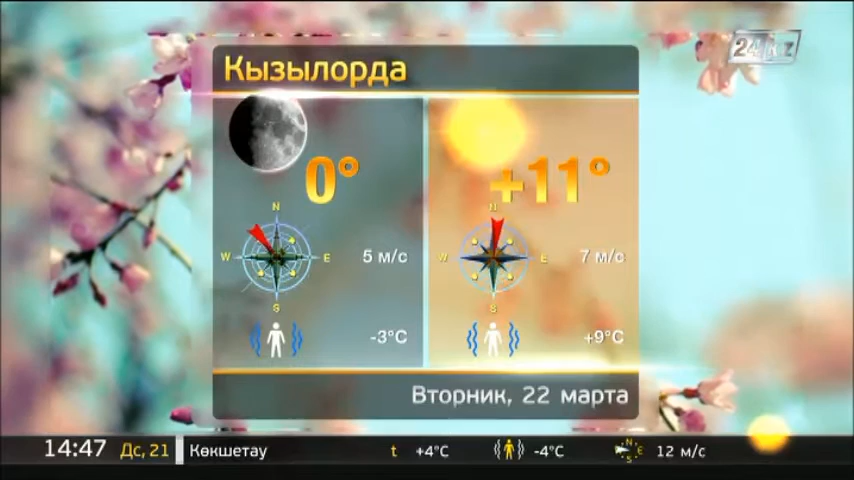 24.KZ
Кызылорда
0° +11°
N N
W E W E
5 м/с 7 м/с
S S
-3°C +9°C
Вторник, 22 марта
14:47 Дс, 21 Көкшетау t +4°C -4°C N E S 12 м/с